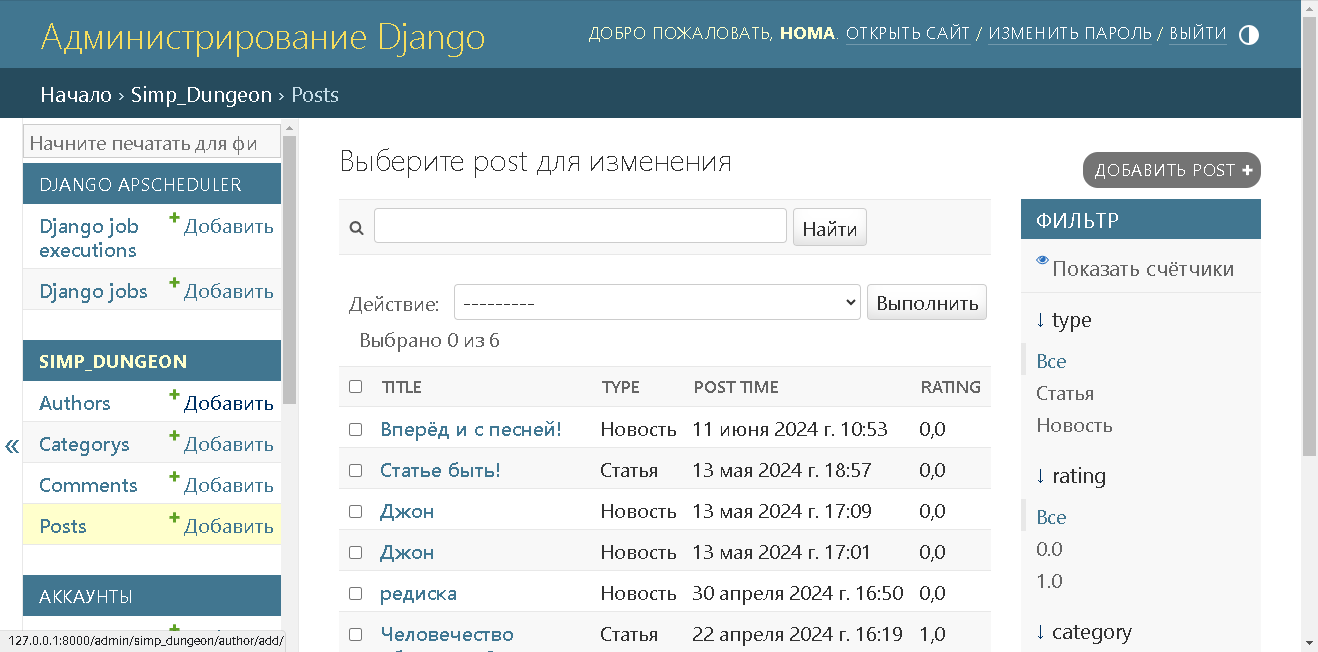 Администрирование Django
ДОБРО ПОЖАЛОВАТЬ, HOMA. ОТКРЫТЬ САЙТ / ИЗМЕНИТЬ ПАРОЛЬ / ВЫЙТИ
Начало › Simp_Dungeon › Posts
Начните печатать для фи
DJANGO APSCHEDULER
Django job executions + Добавить
Django jobs + Добавить
SIMP_DUNGEON
Authors + Добавить
Categorys + Добавить
Comments + Добавить
Posts + Добавить
АККАУНТЫ
«
127.0.0.1:8000/admin/simp_dungeon/author/add/
Выберите post для изменения
ДОБАВИТЬ POST +
Найти
Действие: --------- Выполнить
Выбрано 0 из 6
TITLE TYPE POST TIME RATING
Вперёд и с песней! Новость 11 июня 2024 г. 10:53 0,0
Статье быть! Статья 13 мая 2024 г. 18:57 0,0
Джон Новость 13 мая 2024 г. 17:09 0,0
Джон Новость 13 мая 2024 г. 17:01 0,0
редиска Новость 30 апреля 2024 г. 16:50 0,0
Человечество Статья 22 апреля 2024 г. 16:19 1,0
ФИЛЬТР
Показать счётчики
↓ type
Все
Статья
Новость
↓ rating
Все
0.0
1.0
↓ category